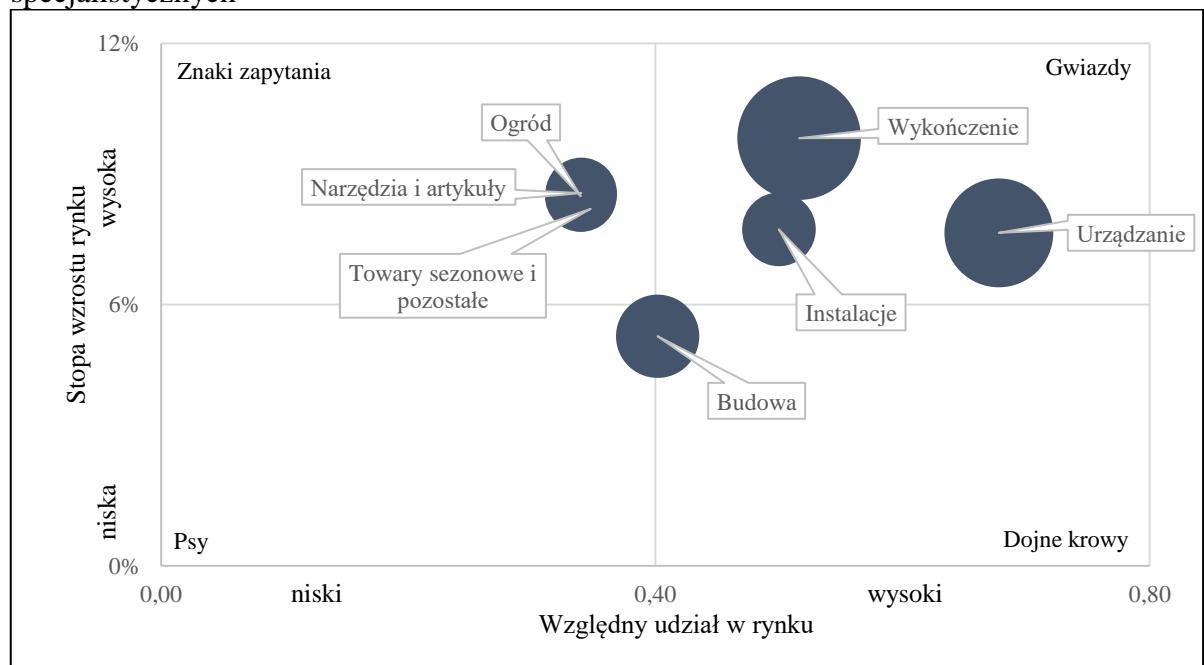 specjalistycznych
12%
Znaki zapytania
Gwiazdy
Ogród
Wykończenie
Narzędzia i artykuły
Urządzanie
Towary sezonowe i
pozostałe
Instalacje
6%
Budowa
Stopa wzrostu rynku
wysoka
niska
Psy
Dojne krowy
0%
0,00
niski
0,40
wysoki
0,80
Względny udział w rynku